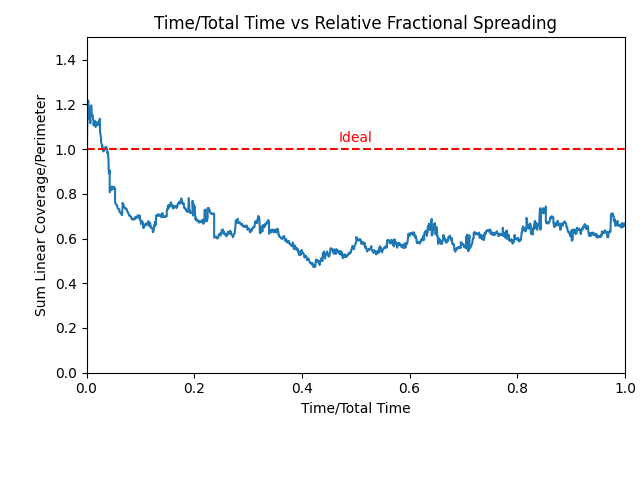 Time/Total Time vs Relative Fractional Spreading
1.4
1.2
1.0
0.8
0.6
0.4
0.2
0.0
Sum Linear Coverage/Perimeter
Ideal
0.0 0.2 0.4 0.6 0.8 1.0
Time/Total Time